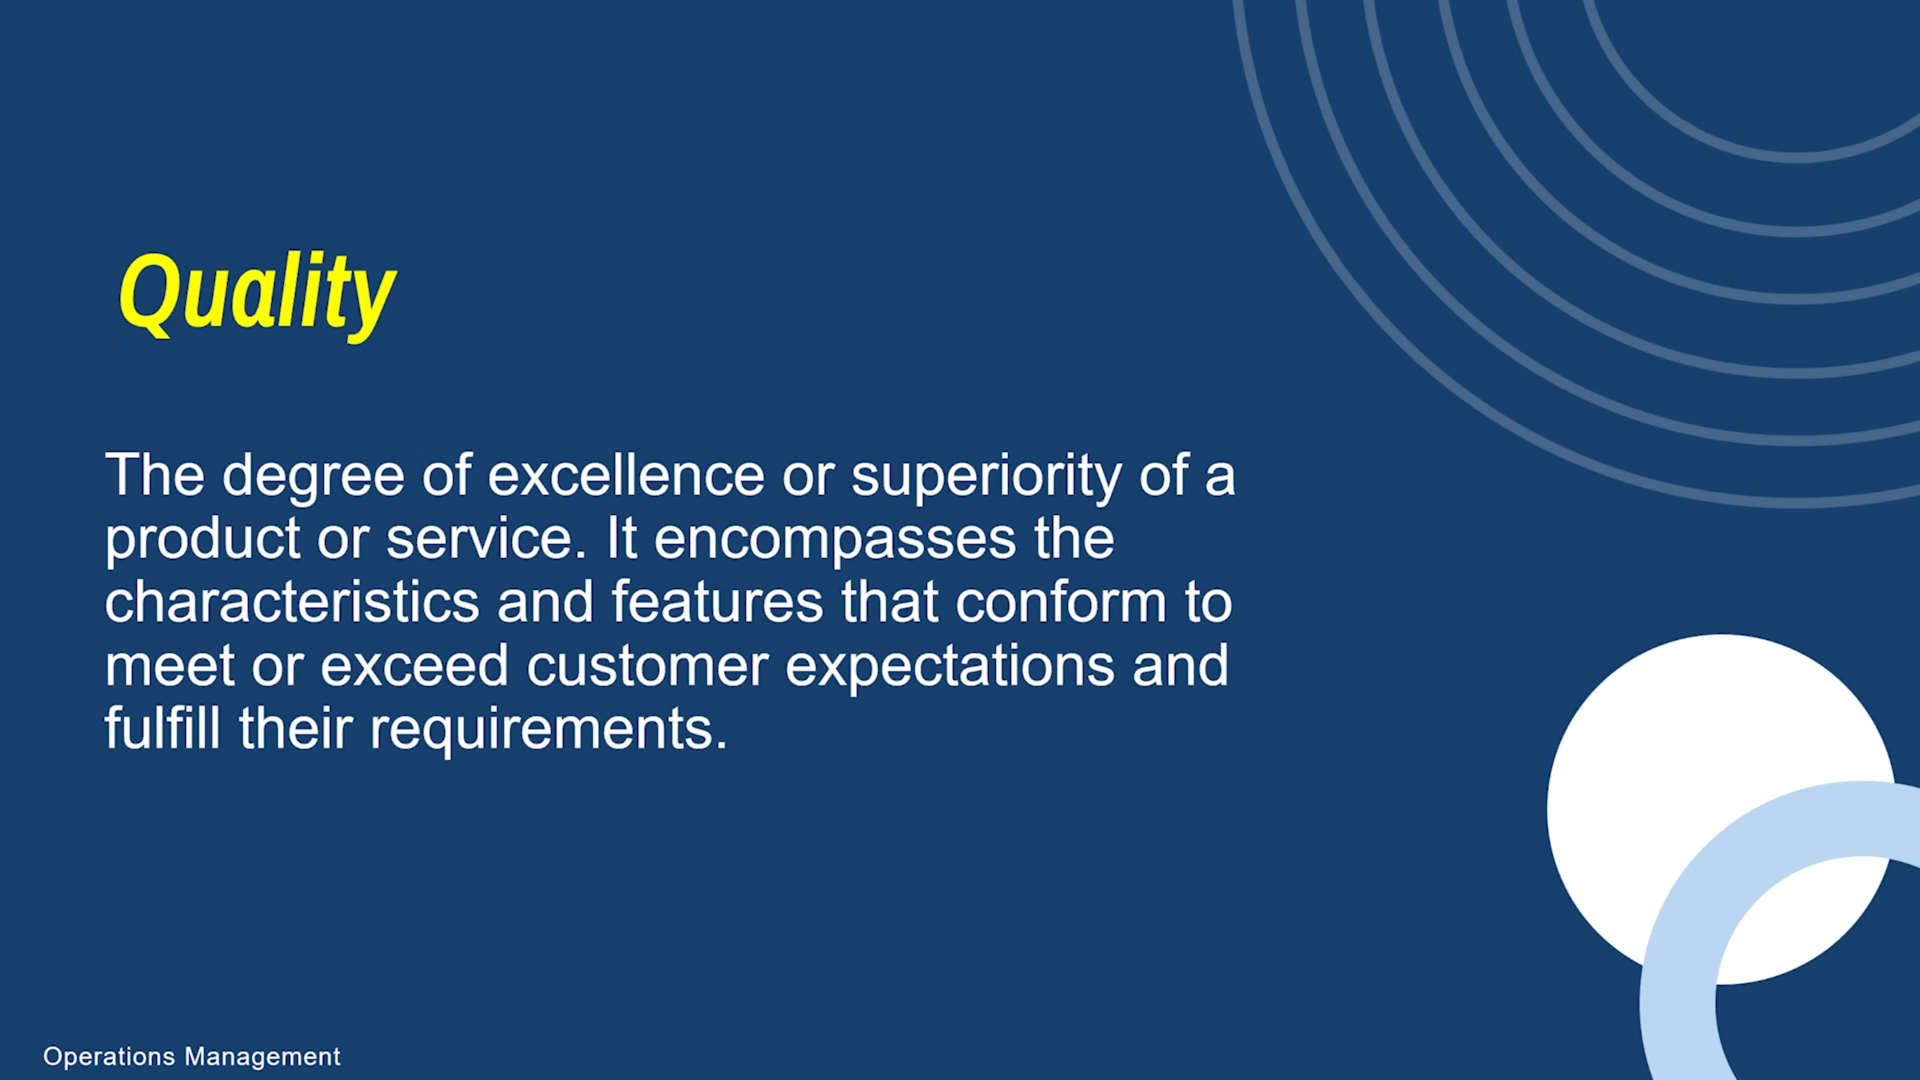 Quality
The degree of excellence or superiority of a
product or service. It encompasses the
characteristics and features that conform to
meet or exceed customer expectations and
fulfill their requirements.
Operations Management